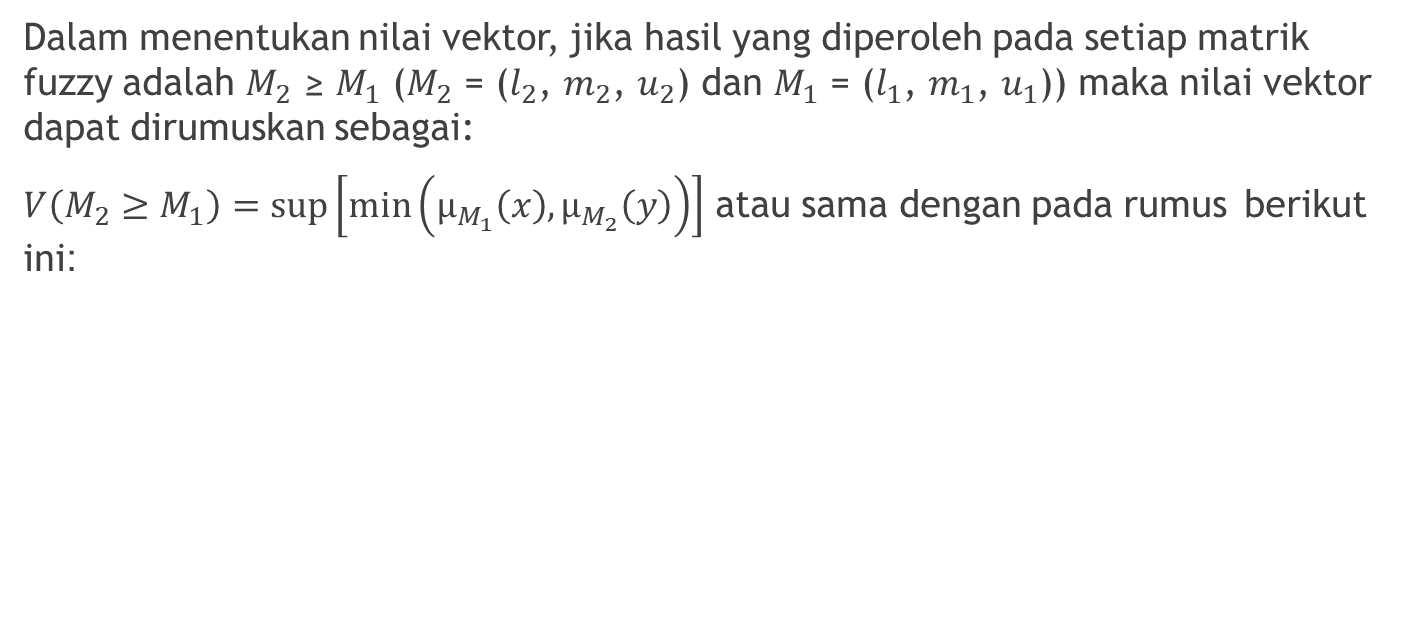 Dalam menentukan nilai vektor, jika hasil yang diperoleh pada setiap matrik
fuzzy adalah M₂ ≥ M₁ (M₂ = (l₂, m₂, u₂) dan M₁ = (l₁, m₁, u₁)) maka nilai vektor
dapat dirumuskan sebagai:
V(M₂ ≥ M₁) = sup[min(μ_M₁(x), μ_M₂(y))] atau sama dengan pada rumus berikut
ini: